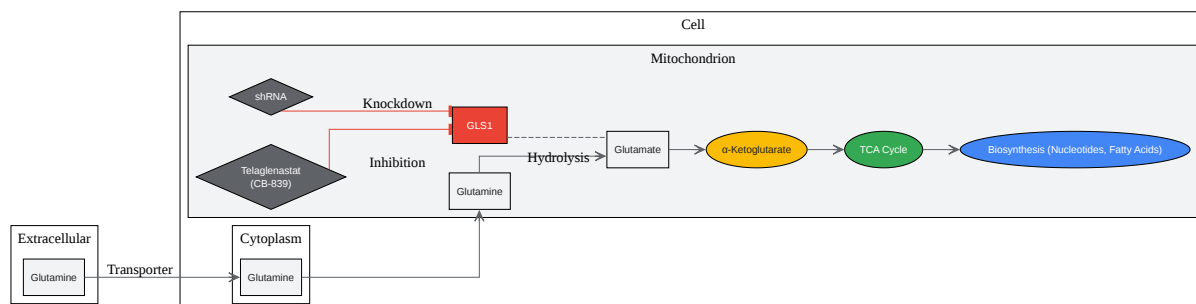 Cell
Mitochondrion
shRNA
Knockdown
GLS1
Telaglenastat
(CB-839)
Inhibition
Hydrolysis
Glutamate
α-Ketoglutarate
TCA Cycle
Biosynthesis (Nucleotides, Fatty Acids)
Glutamine
Extracellular
Glutamine
Transporter
Cytoplasm
Glutamine